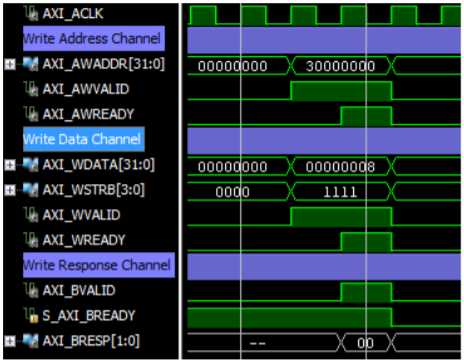 AXI_ACLK
Write Address Channel
AXI_AWADDR[31:0] 00000000 30000000
AXI_AWVALID
AXI_AWREADY
Write Data Channel
AXI_WDATA[31:0] 00000000 00000008
AXI_WSTRB[3:0] 0000 1111
AXI_WVALID
AXI_WREADY
Write Response Channel
AXI_BVALID
S_AXI_BREADY
AXI_BRESP[1:0] -- 00